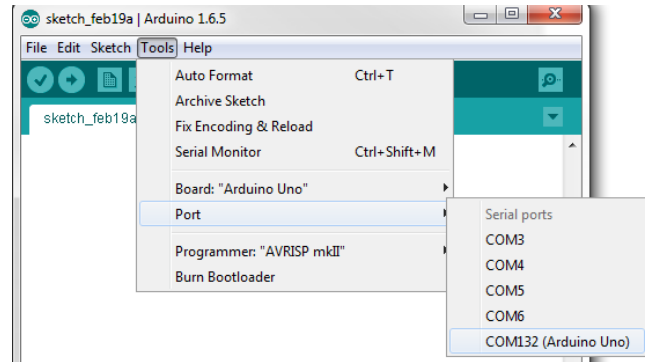 sketch_feb19a | Arduino 1.6.5
File Edit Sketch Tools Help
sketch_feb19a
Auto Format Ctrl+T
Archive Sketch
Fix Encoding & Reload
Serial Monitor Ctrl+Shift+M
Board: "Arduino Uno"
Port
Programmer: "AVRISP mkII"
Burn Bootloader
Serial ports
COM3
COM4
COM5
COM6
COM132 (Arduino Uno)